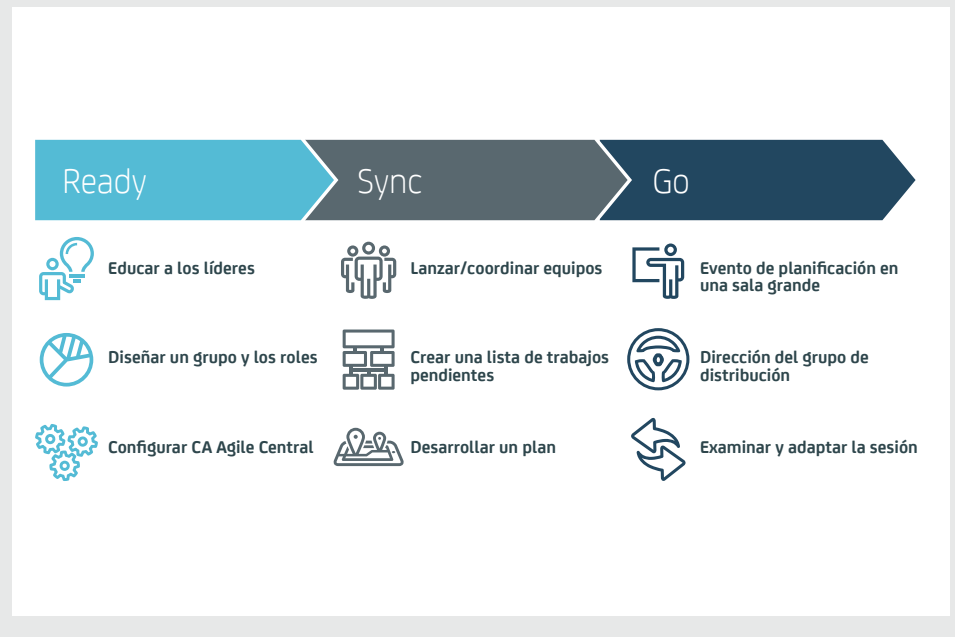 Ready
Sync
Go
Educar a los líderes
Lanzar/coordinar equipos
Evento de planificación en
una sala grande
Diseñar un grupo y los roles
Crear una lista de trabajos
pendientes
Dirección del grupo de
distribución
Configurar CA Agile Central
Desarrollar un plan
Examinar y adaptar la sesión